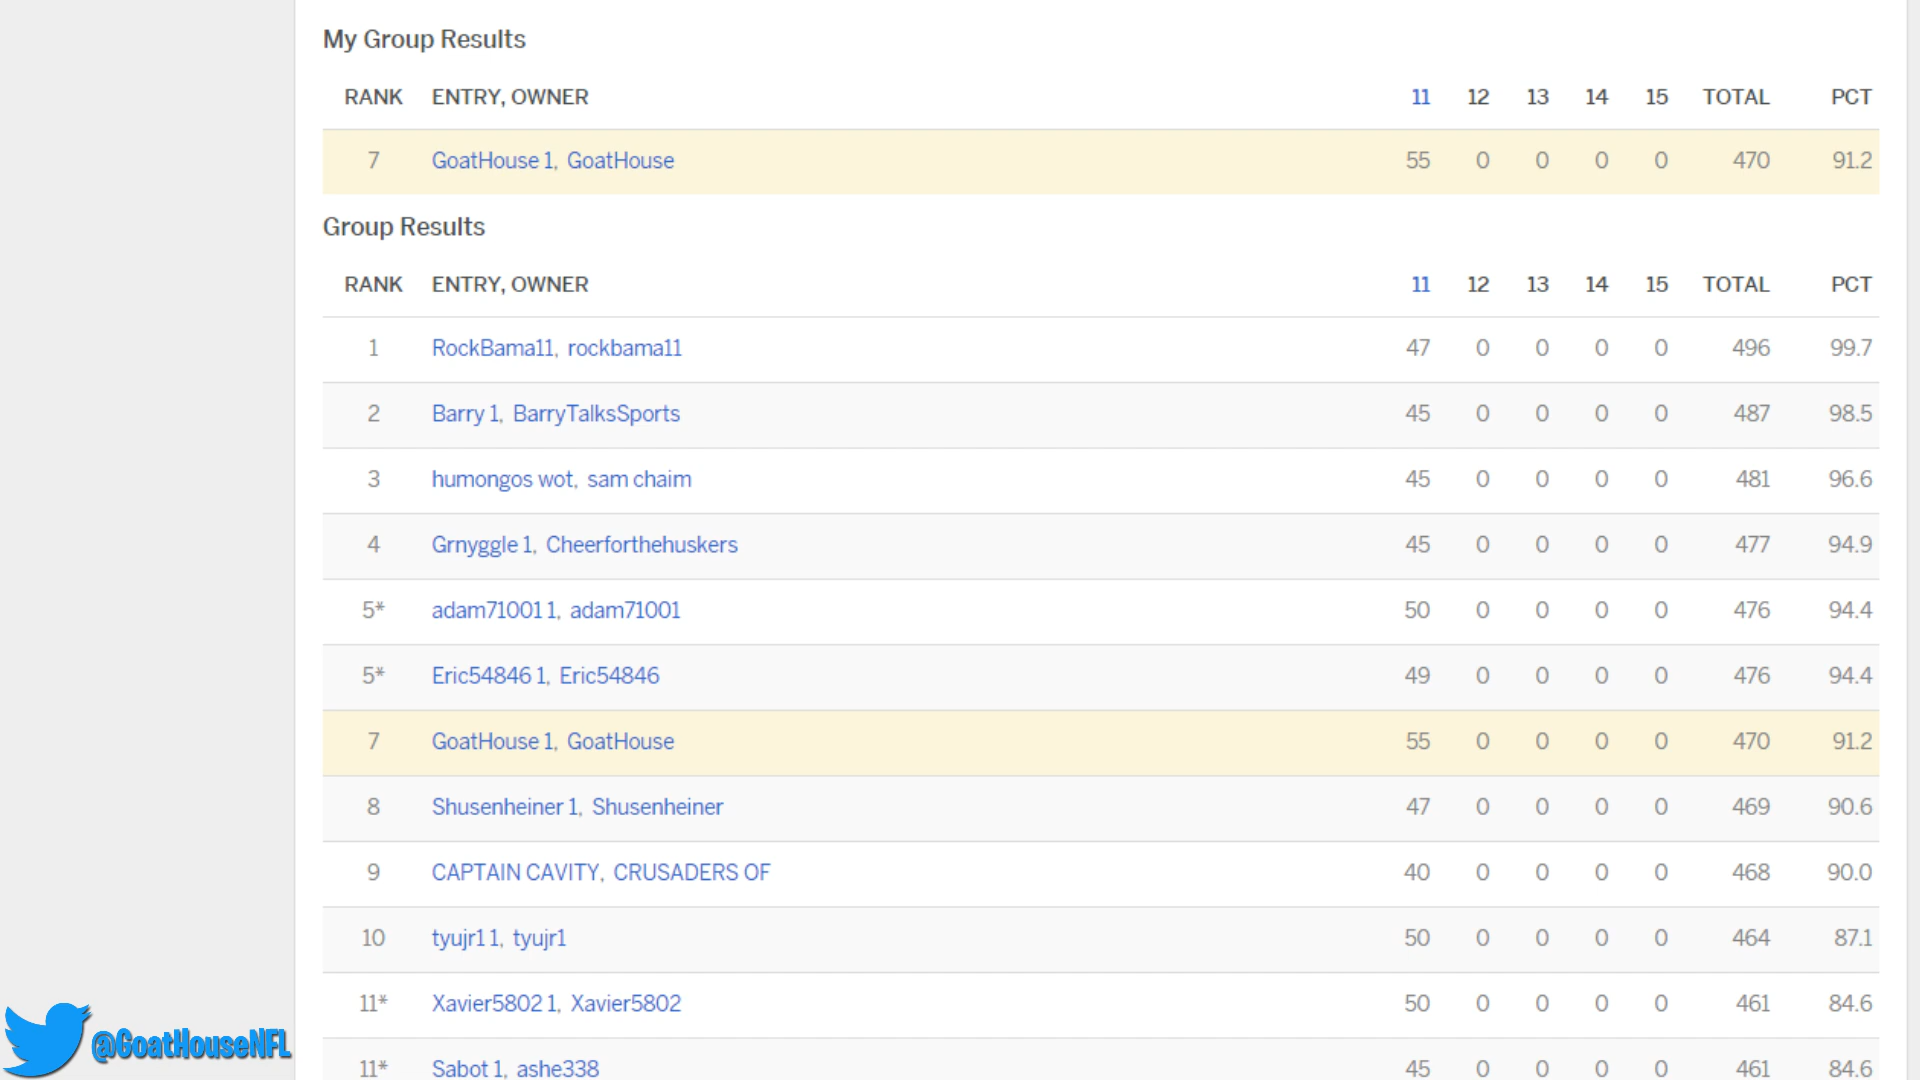 My Group Results
RANK ENTRY, OWNER 11 12 13 14 15 TOTAL PCT
7 GoatHouse 1, GoatHouse 55 0 0 0 0 470 91.2
Group Results
RANK ENTRY, OWNER 11 12 13 14 15 TOTAL PCT
1 RockBama11, rockbama11 47 0 0 0 0 496 99.7
2 Barry 1, BarryTalksSports 45 0 0 0 0 487 98.5
3 humongos wot, sam chaim 45 0 0 0 0 481 96.6
4 Grnyggle 1, Cheerforthehuskers 45 0 0 0 0 477 94.9
5* adam71001 1, adam71001 50 0 0 0 0 476 94.4
5* Eric54846 1, Eric54846 49 0 0 0 0 476 94.4
7 GoatHouse 1, GoatHouse 55 0 0 0 0 470 91.2
8 Shusenheiner 1, Shusenheiner 47 0 0 0 0 469 90.6
9 CAPTAIN CAVITY, CRUSADERS OF 40 0 0 0 0 468 90.0
10 tyujr1 1, tyujr1 50 0 0 0 0 464 87.1
11* Xavier5802 1, Xavier5802 50 0 0 0 0 461 84.6
11* Sabot 1, ashe338 45 0 0 0 0 461 84.6
@GoatHouseNFL